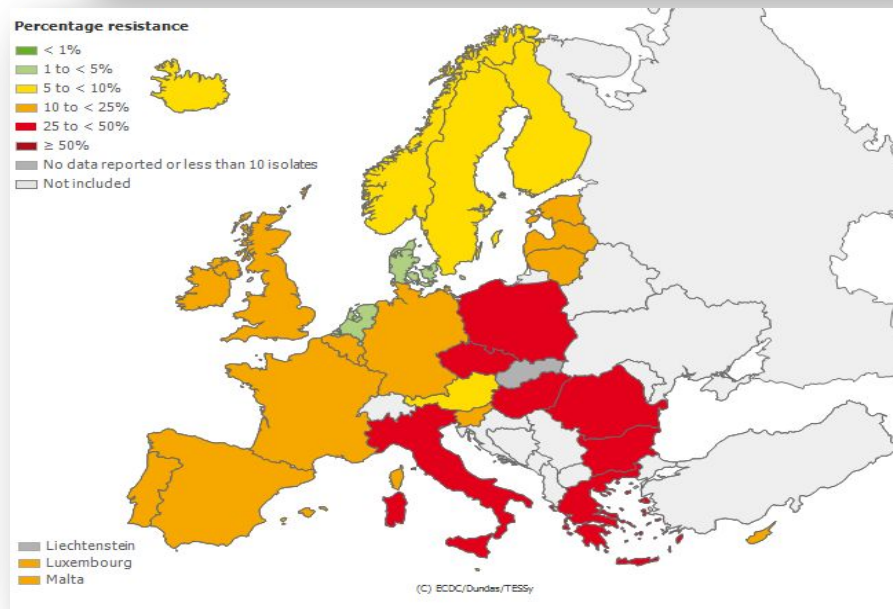 Percentage resistance
< 1%
1 to < 5%
5 to < 10%
10 to < 25%
25 to < 50%
≥ 50%
No data reported or less than 10 isolates
Not included
Liechtenstein
Luxembourg
Malta
(C) ECDC/Dundas/TESSy